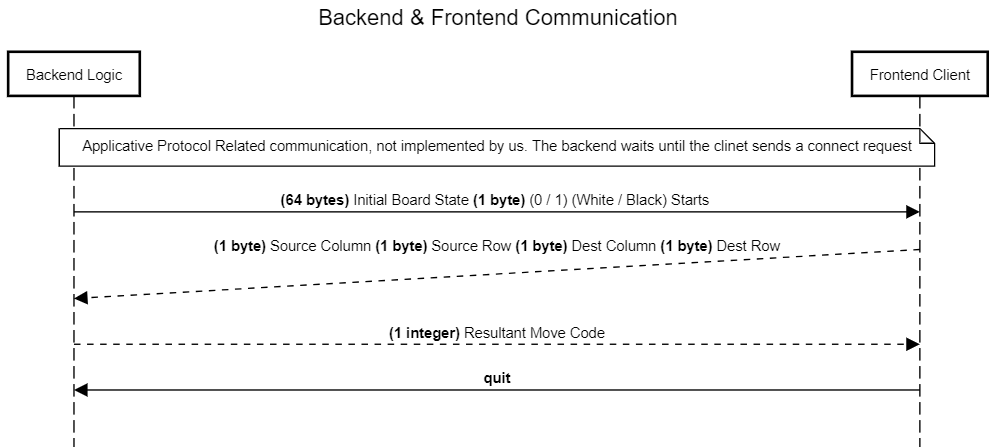 Backend & Frontend Communication
Backend Logic
Frontend Client
Applicative Protocol Related communication, not implemented by us. The backend waits until the clinet sends a connect request
(64 bytes) Initial Board State (1 byte) (0 / 1) (White / Black) Starts
(1 byte) Source Column (1 byte) Source Row (1 byte) Dest Column (1 byte) Dest Row
(1 integer) Resultant Move Code
quit